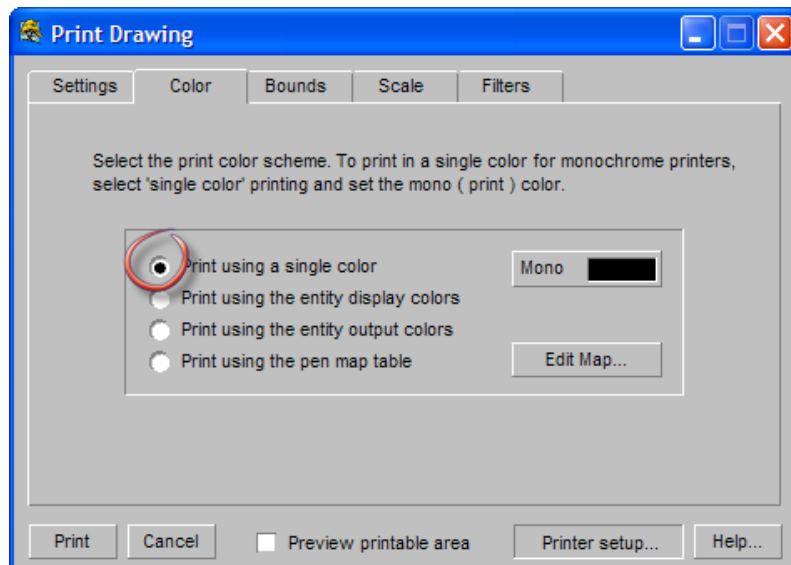 Print Drawing
Settings Color Bounds Scale Filters
Select the print color scheme. To print in a single color for monochrome printers,
select 'single color' printing and set the mono ( print ) color.
Print using a single color Mono
Print using the entity display colors
Print using the entity output colors
Print using the pen map table Edit Map...
Print Cancel Preview printable area Printer setup... Help...